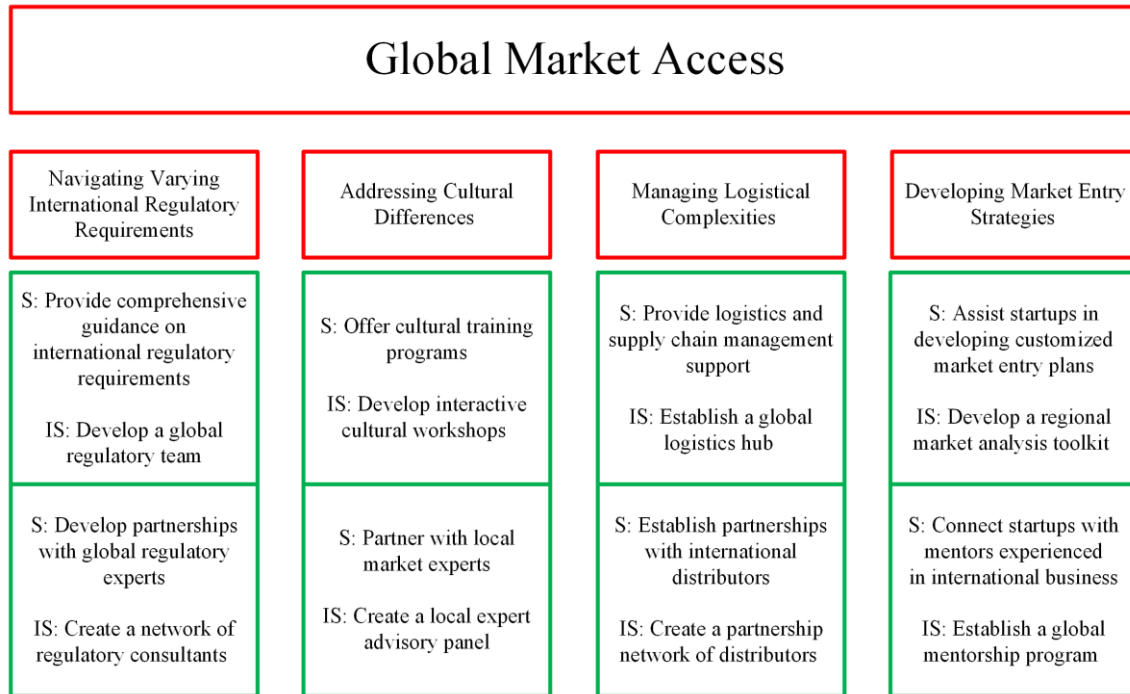 Global Market Access
Navigating Varying
International Regulatory
Requirements
Addressing Cultural
Differences
Managing Logistical
Complexities
Developing Market Entry
Strategies
S: Provide comprehensive
guidance on
international regulatory
requirements
IS: Develop a global
regulatory team
S: Offer cultural training
programs
IS: Develop interactive
cultural workshops
S: Provide logistics and
supply chain management
support
IS: Establish a global
logistics hub
S: Assist startups in
developing customized
market entry plans
IS: Develop a regional
market analysis toolkit
S: Develop partnerships
with global regulatory
experts
IS: Create a network of
regulatory consultants
S: Partner with local
market experts
IS: Create a local expert
advisory panel
S: Establish partnerships
with international
distributors
IS: Create a partnership
network of distributors
S: Connect startups with
mentors experienced
in international business
IS: Establish a global
mentorship program